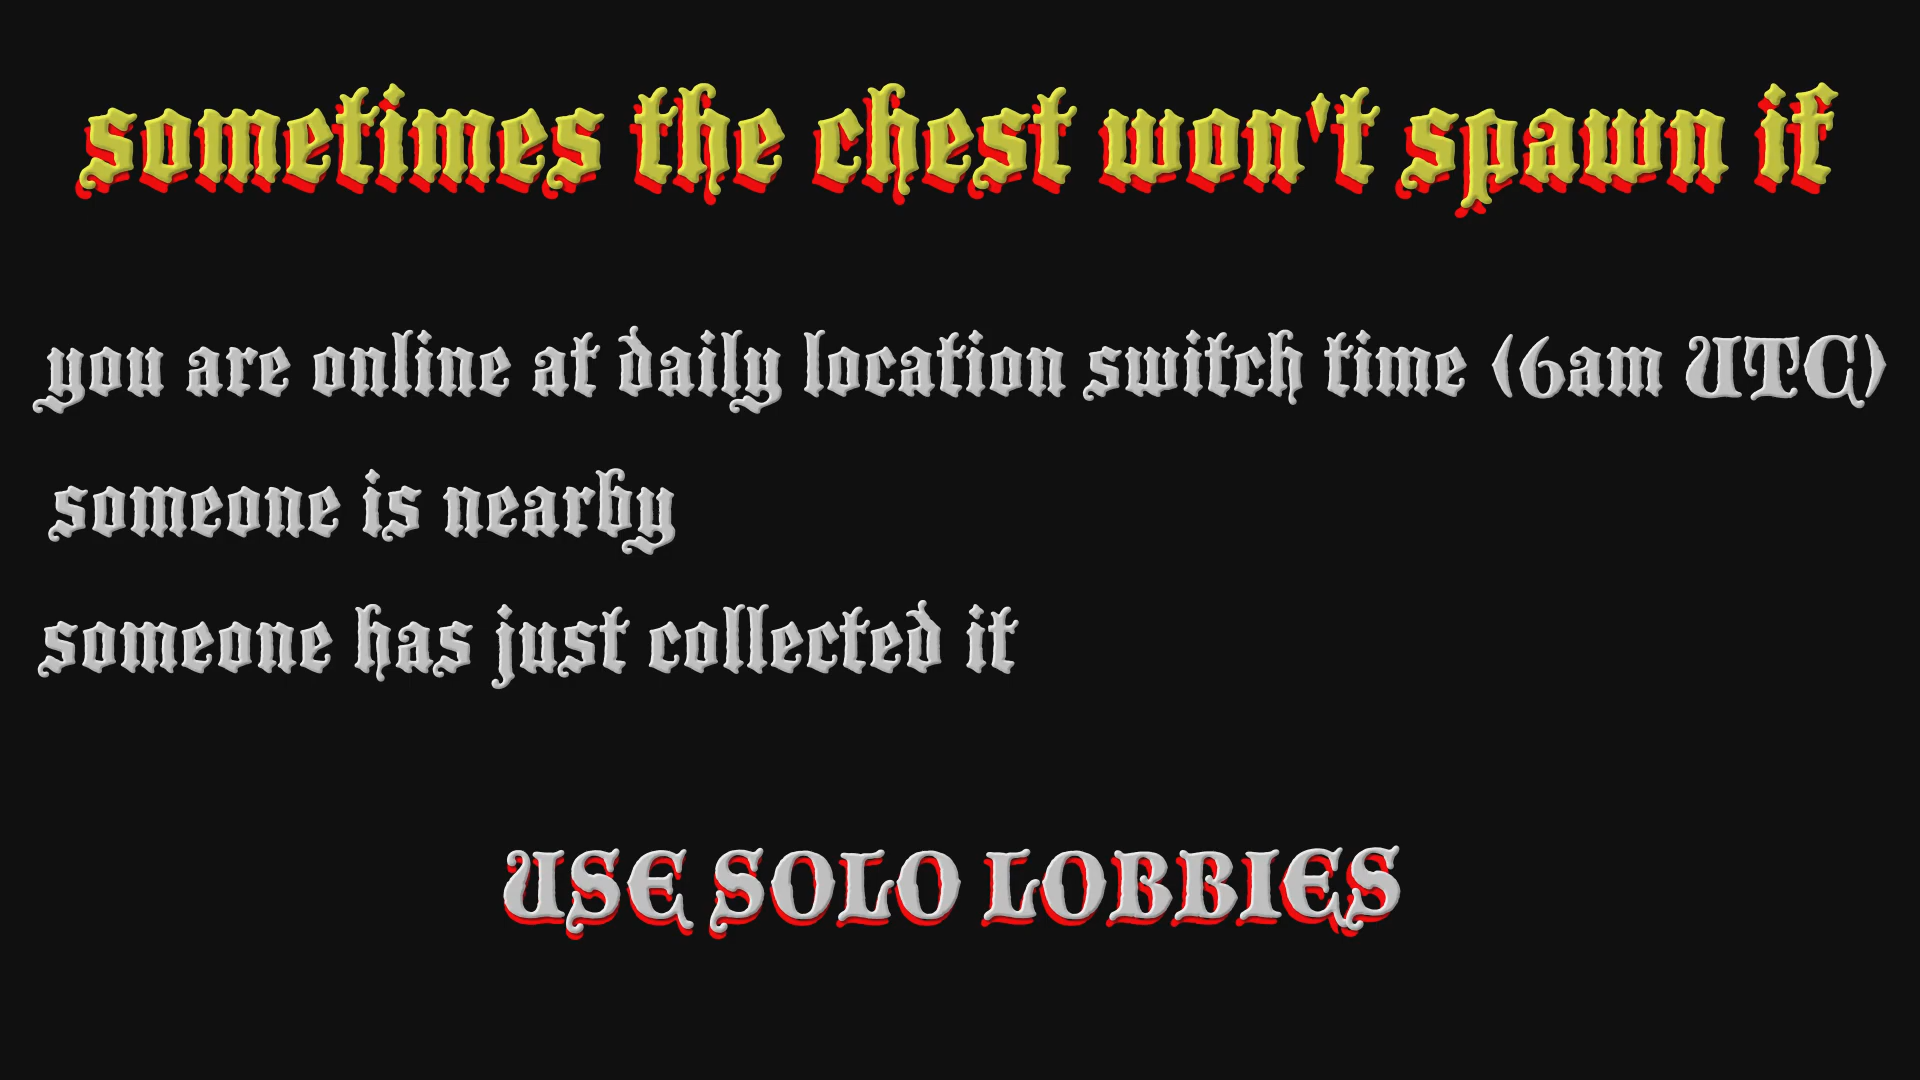 sometimes the chest won't spawn if
you are online at daily location switch time (6am UTC)
someone is nearby
someone has just collected it
USE SOLO LOBBIES